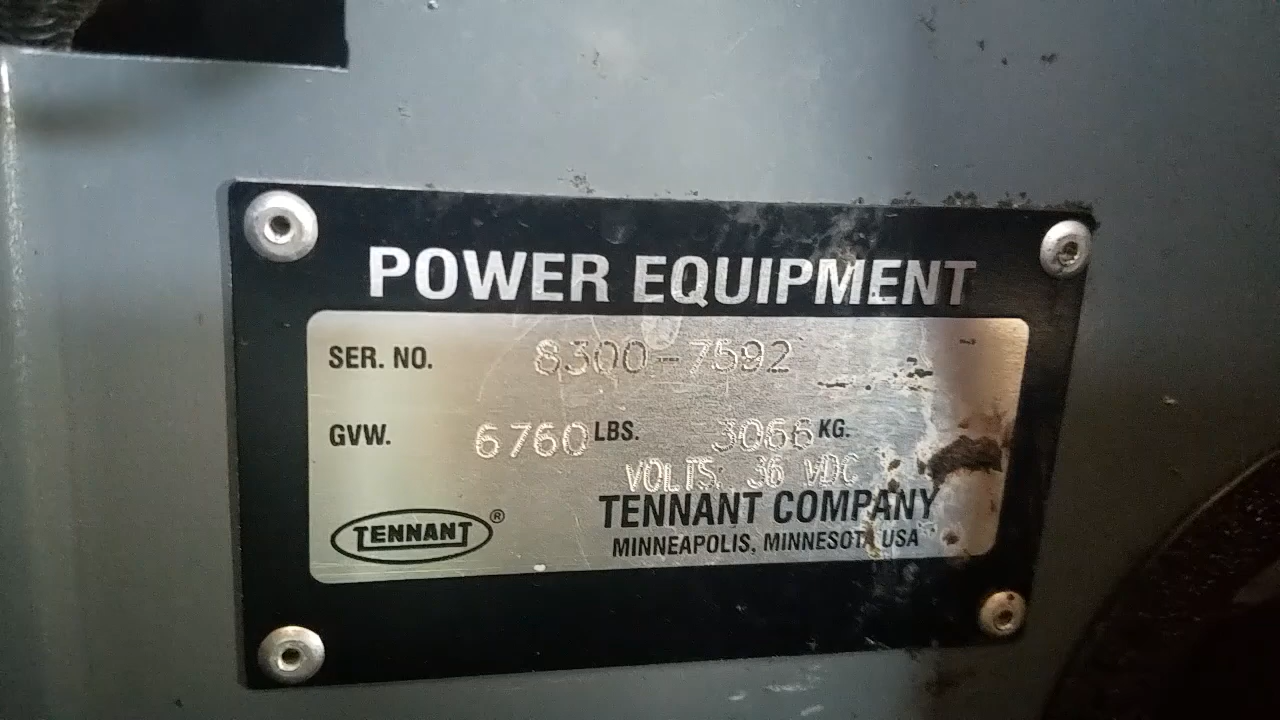 POWER EQUIPMENT
SER. NO. 8300-7592
GVW. 6760 LBS. 3066 KG.
VOLTS: 36 VDC
TENNANT COMPANY
MINNEAPOLIS, MINNESOTA USA
TENNANT®